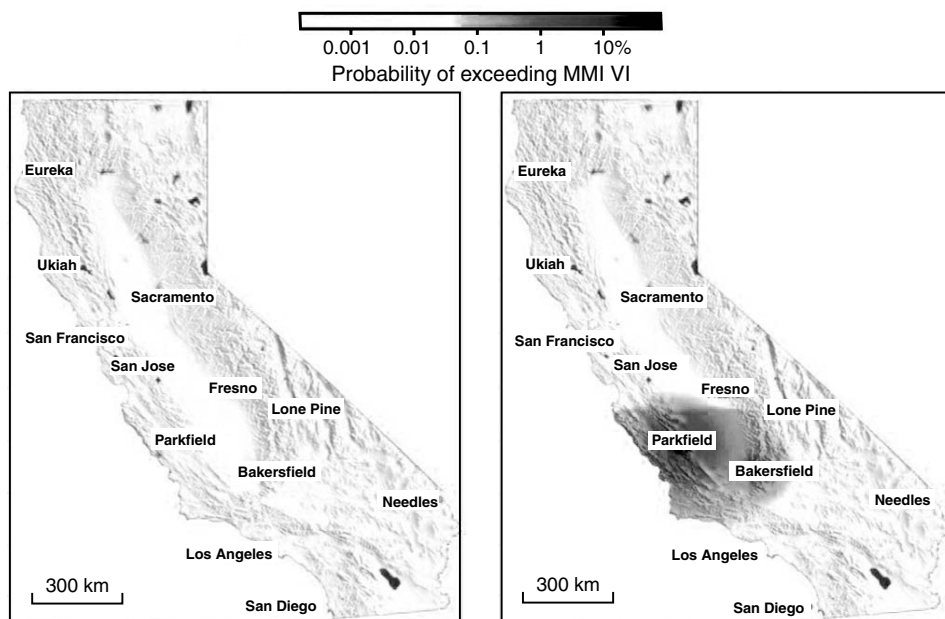 0.001 0.01 0.1 1 10%
Probability of exceeding MMI VI
Eureka
Ukiah
Sacramento
San Francisco
San Jose
Fresno
Lone Pine
Parkfield
Bakersfield
Needles
Los Angeles
300 km
San Diego
Eureka
Ukiah
Sacramento
San Francisco
San Jose
Fresno
Lone Pine
Parkfield
Bakersfield
Needles
Los Angeles
300 km
San Diego